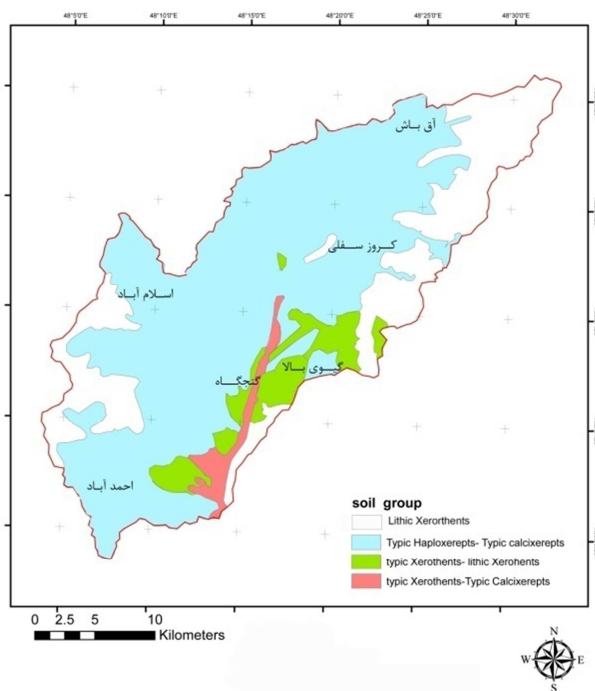 48°5'0"E 48°10'0"E 48°15'0"E 48°20'0"E 48°25'0"E 48°30'0"E
آق باش
کروز سفلی
اسلام آباد
گیوی بالا
گنجگاه
احمد آباد
soil group
Lithic Xerorthents
Typic Haploxerepts- Typic calcixerepts
typic Xerothents- lithic Xerohents
typic Xerothents-Typic Calcixerepts
0 2.5 5 10
Kilometers
N
W E
S